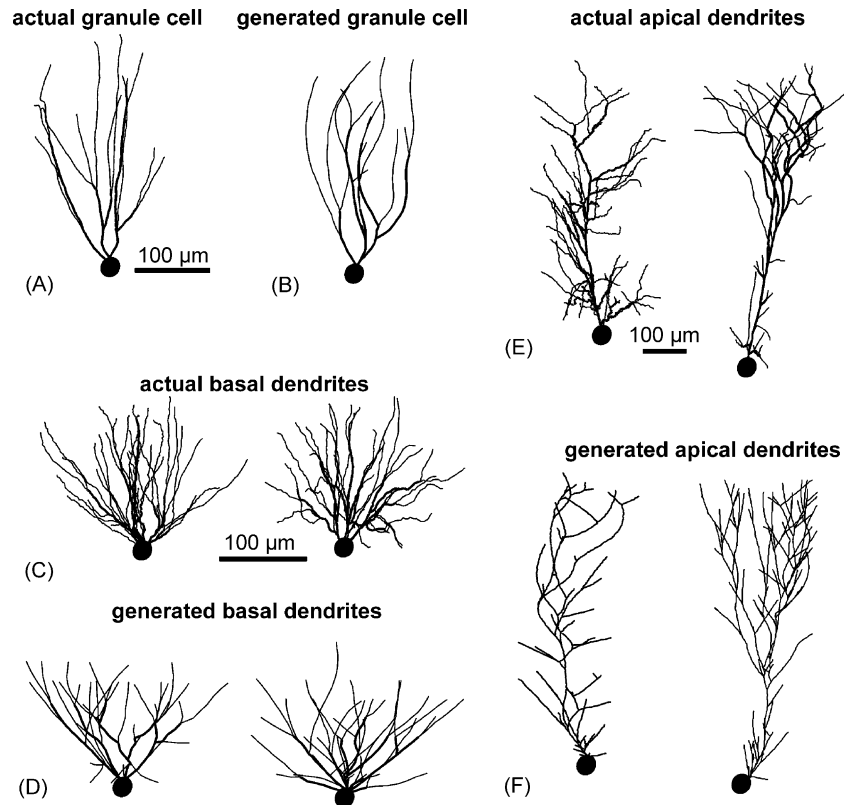 actual granule cell
generated granule cell
100 µm
(A)
(B)
actual basal dendrites
100 µm
(C)
generated basal dendrites
(D)
actual apical dendrites
100 µm
(E)
generated apical dendrites
(F)